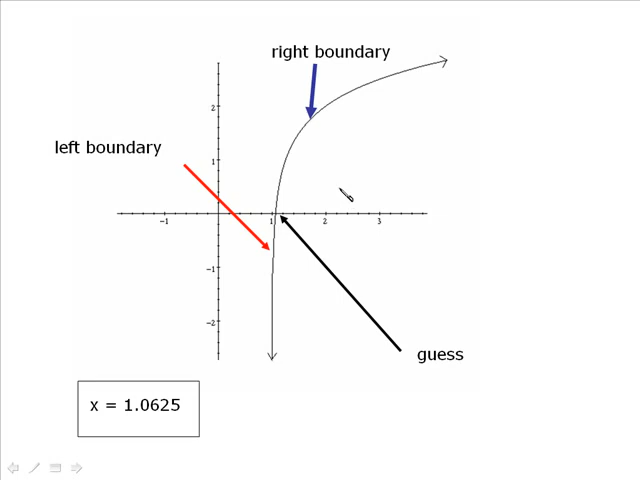 right boundary
left boundary
2
1
-1
1
2
3
-1
-2
guess
x = 1.0625